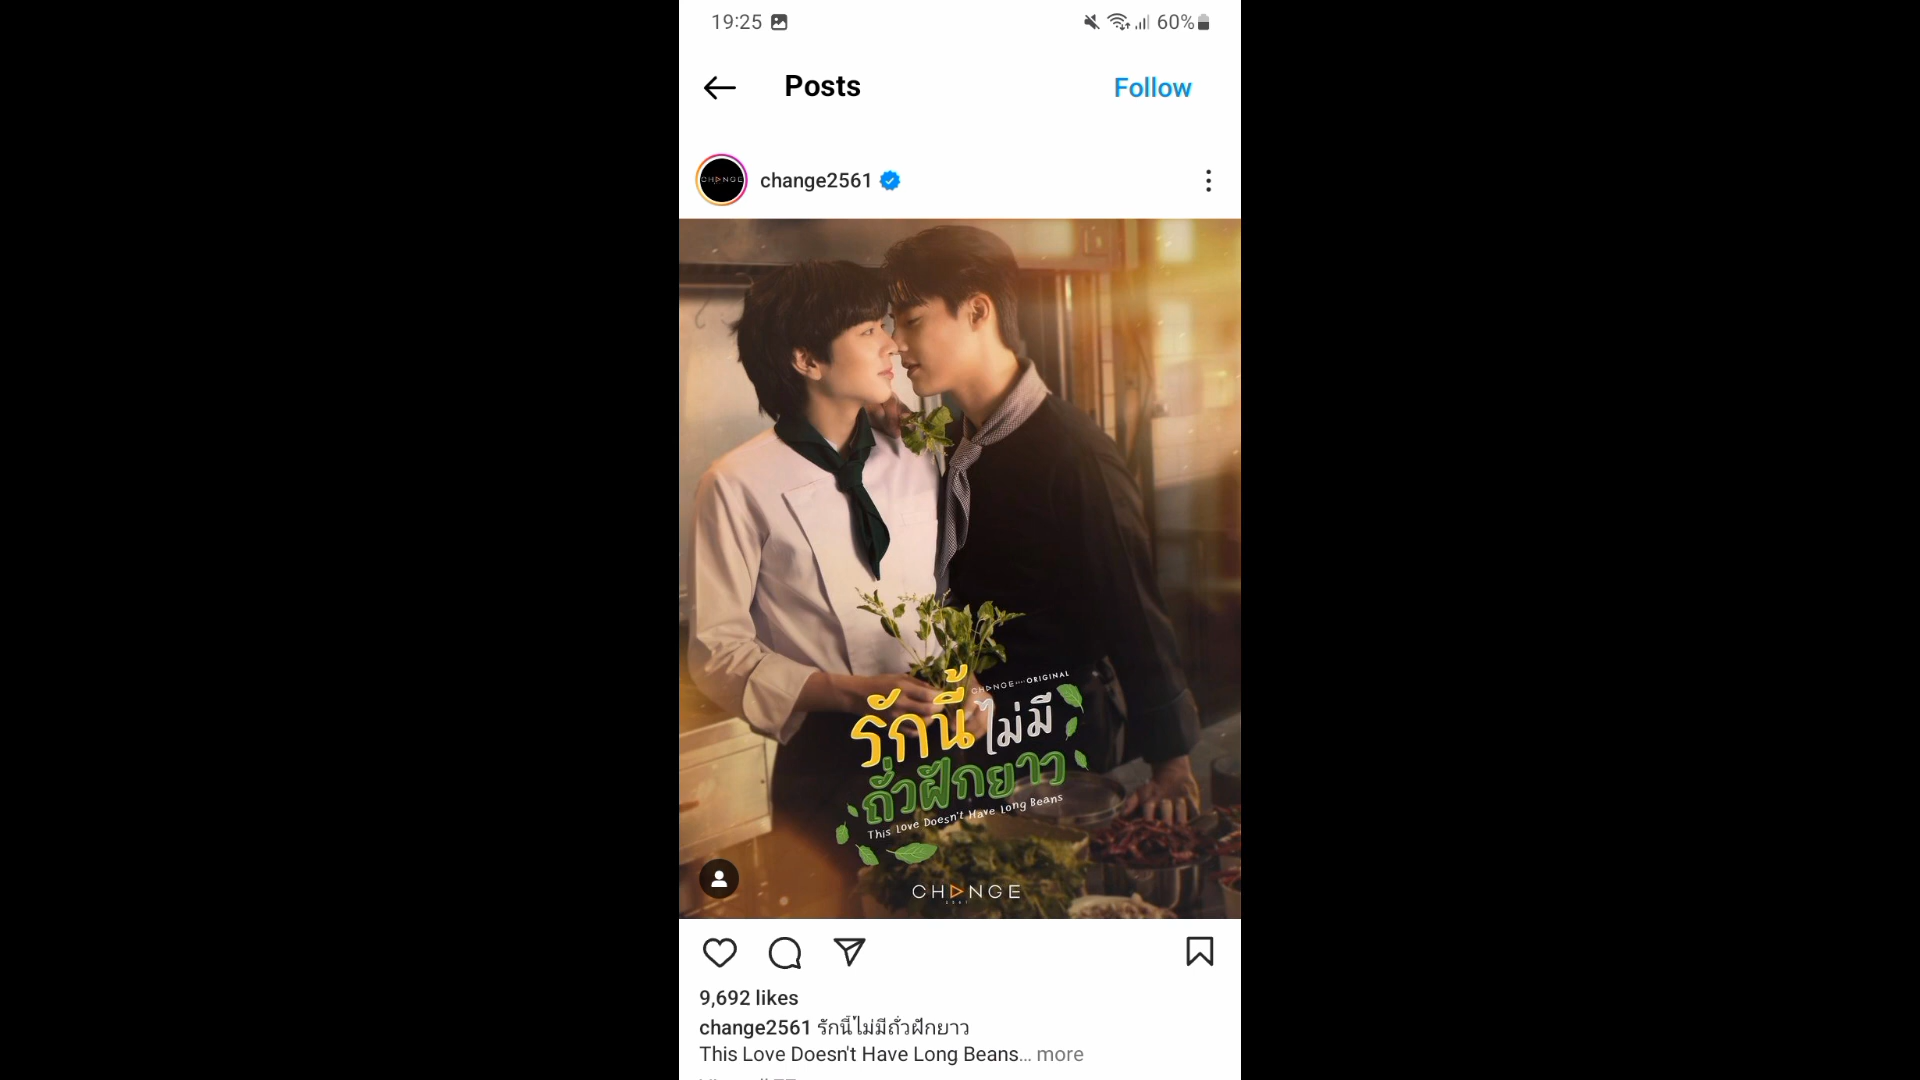 19:25 60%
Posts Follow
CHANGE
change2561
CHANGE ORIGINAL
รักนี้ไม่มี
ถั่วฝักยาว
This Love Doesn't Have Long Beans
CHANGE
9,692 likes
change2561 รักนี้ไม่มีถั่วฝักยาว
This Love Doesn't Have Long Beans… more